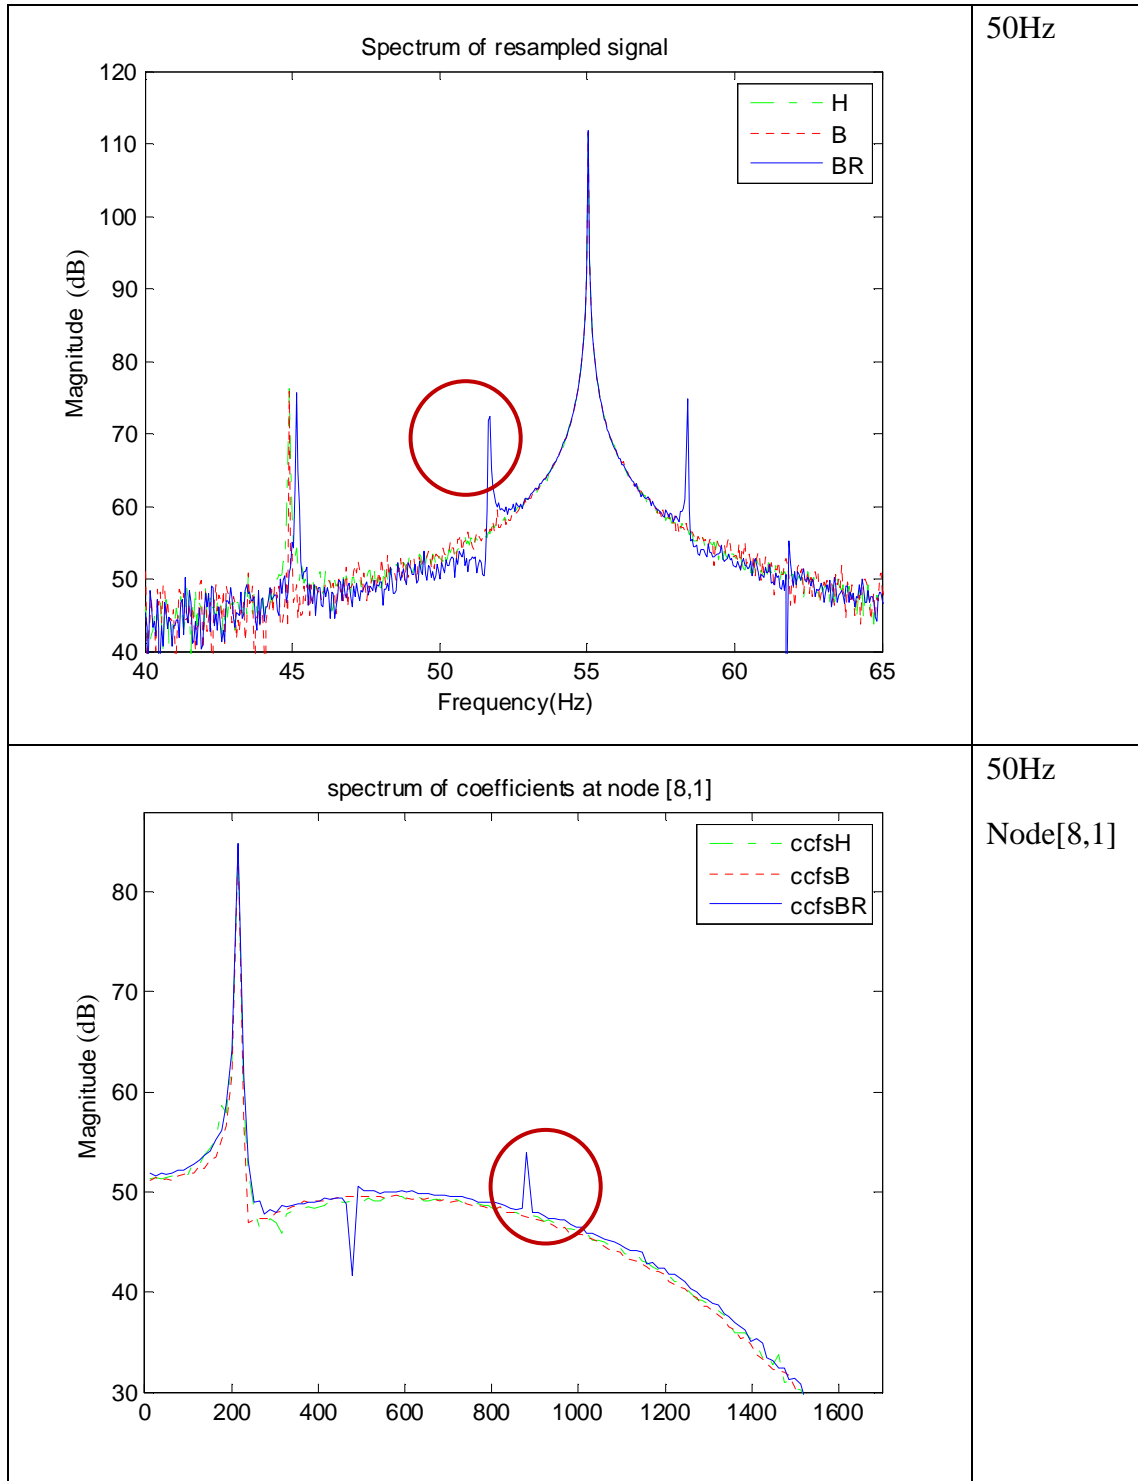 50Hz
Spectrum of resampled signal
120
110
100
90
80
70
60
50
40
Magnitude (dB)
H
B
BR
40 45 50 55 60 65
Frequency(Hz)
50Hz
Node[8,1]
spectrum of coefficients at node [8,1]
80
70
60
50
40
30
Magnitude (dB)
ccfsH
ccfsB
ccfsBR
0 200 400 600 800 1000 1200 1400 1600